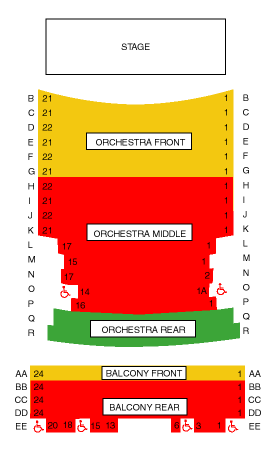 STAGE
B 21 1 B
C 21 1 C
D 22 1 D
E 21 ORCHESTRA FRONT 1 E
F 22 1 F
G 21 1 G
H 22 1 H
I 21 1 I
J 22 1 J
K 21 ORCHESTRA MIDDLE 1 K
L 17 1 L
M 15 1 M
N 17 2 N
O 14 1A O
P 16 1 P
Q Q
R ORCHESTRA REAR R
AA 24 BALCONY FRONT 1 AA
BB 24 1 BB
CC 24 BALCONY REAR 1 CC
DD 24 1 DD
EE 20 18 15 13 6 3 1 EE